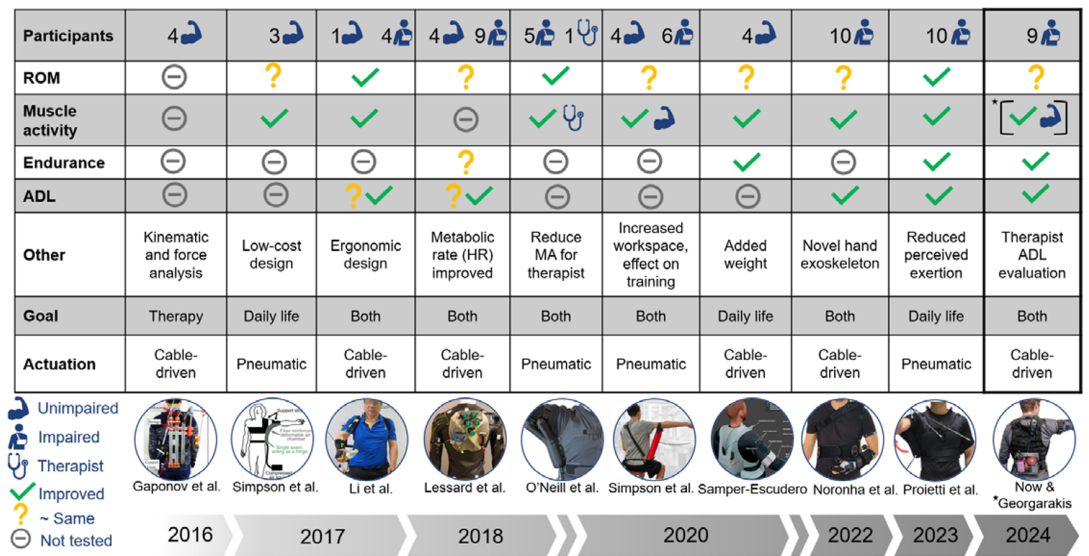 Participants 4 3 1 4 4 9 5 1 4 6 4 10 10 9
ROM ? ? ? ? ? ?
Muscle
activity
* [ ]
Endurance ?
ADL ? ?
Other
Kinematic
and force
analysis
Low-cost
design
Ergonomic
design
Metabolic
rate (HR)
improved
Reduce
MA for
therapist
Increased
workspace,
effect on
training
Added
weight
Novel hand
exoskeleton
Reduced
perceived
exertion
Therapist
ADL
evaluation
Goal Therapy Daily life Both Both Both Both Daily life Both Daily life Both
Actuation
Cable-
driven
Pneumatic
Cable-
driven
Cable-
driven
Pneumatic
Pneumatic
Cable-
driven
Cable-
driven
Pneumatic
Cable-
driven
Unimpaired
Impaired
Therapist
Improved
? ~ Same
Not tested
Gaponov et al.
Simpson et al.
Li et al.
Lessard et al.
O'Neill et al.
Simpson et al.
Samper-Escudero
Noronha et al.
Proietti et al.
Now &
*Georgarakis
2016 2017 2018 2020 2022 2023 2024